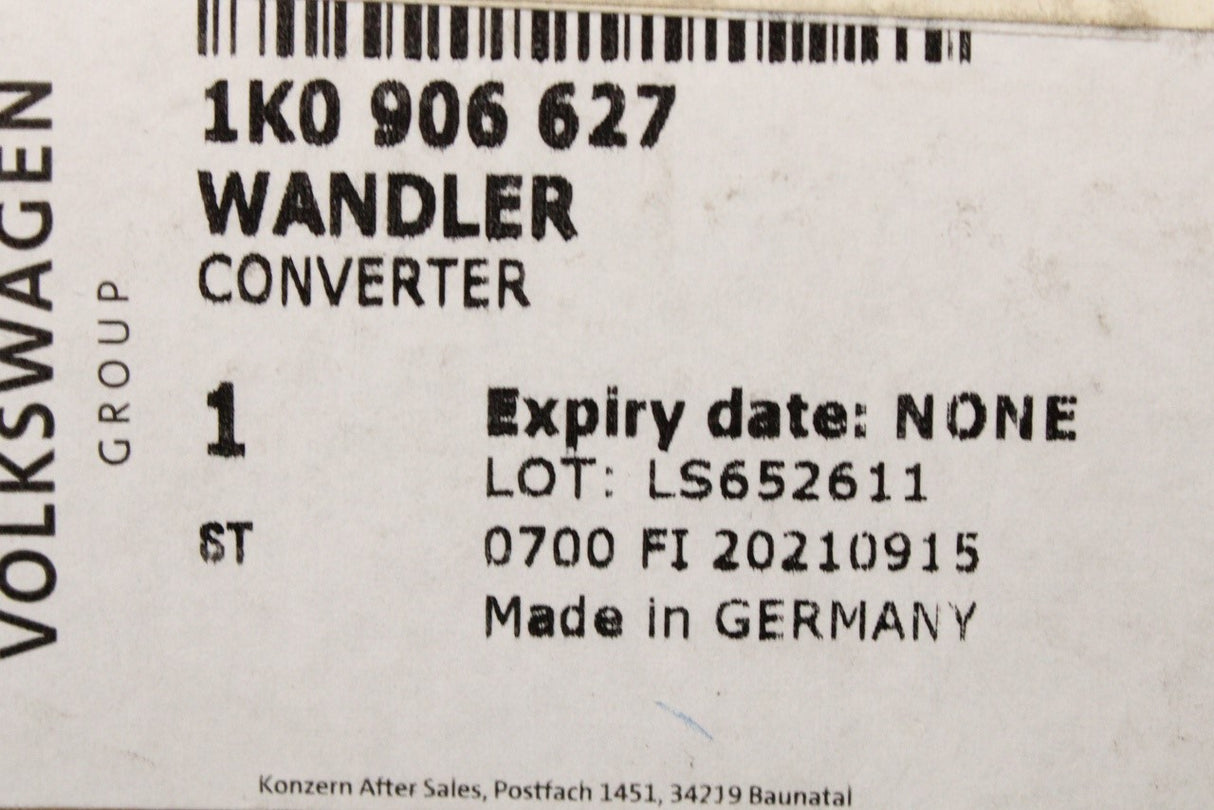 VOLKSWAGEN
GROUP
1K0 906 627
WANDLER
CONVERTER
1
Expiry date: NONE
LOT: LS652611
ST
0700 FI 20210915
Made in GERMANY
Konzern After Sales, Postfach 1451, 34219 Baunatal